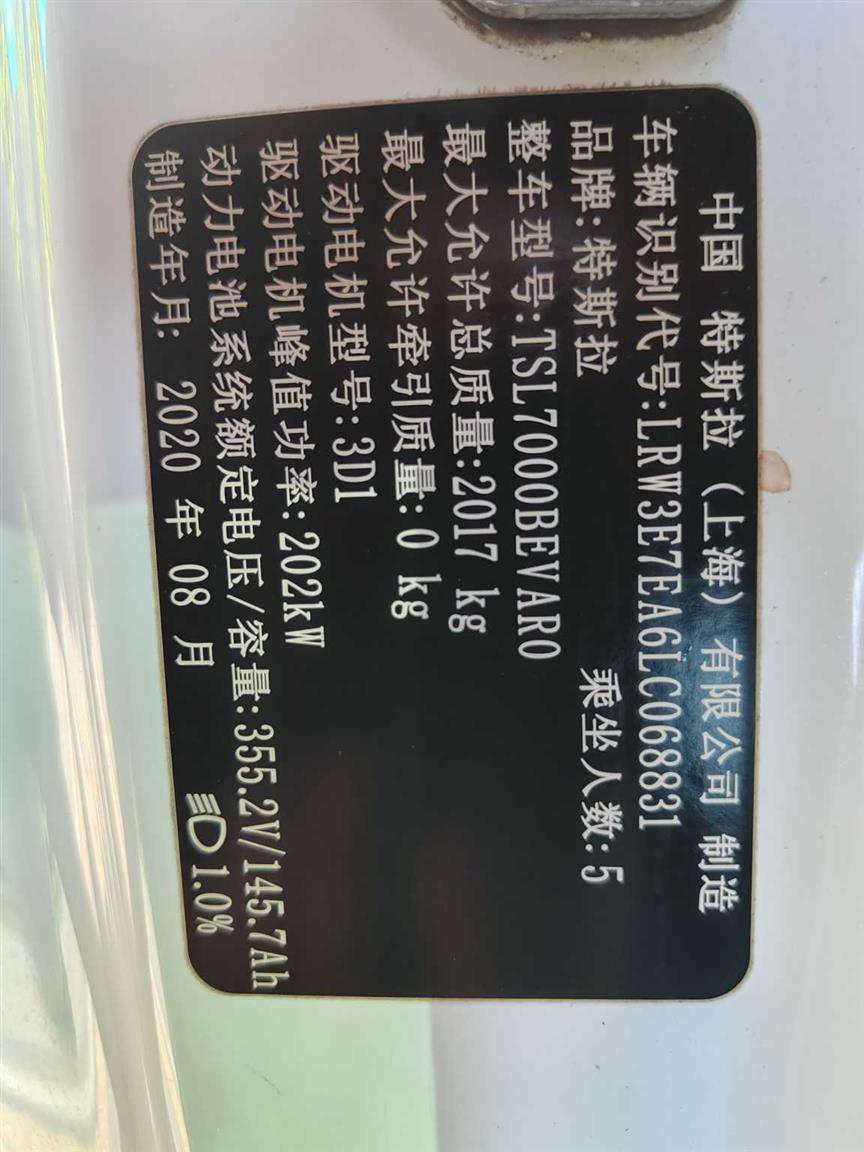 中国 特斯拉（上海）有限公司 制造
车辆识别代号:LRW3E7EA6LC068831
品牌:特斯拉 乘坐人数:5
整车型号:TSL7000BEVAR0
最大允许总质量:2017 kg
最大允许牵引质量:0 kg
驱动电机型号:3D1
驱动电机峰值功率:202kW
动力电池系统额定电压/容量:355.2V/145.7Ah
制造年月: 2020 年 08 月 1.0%